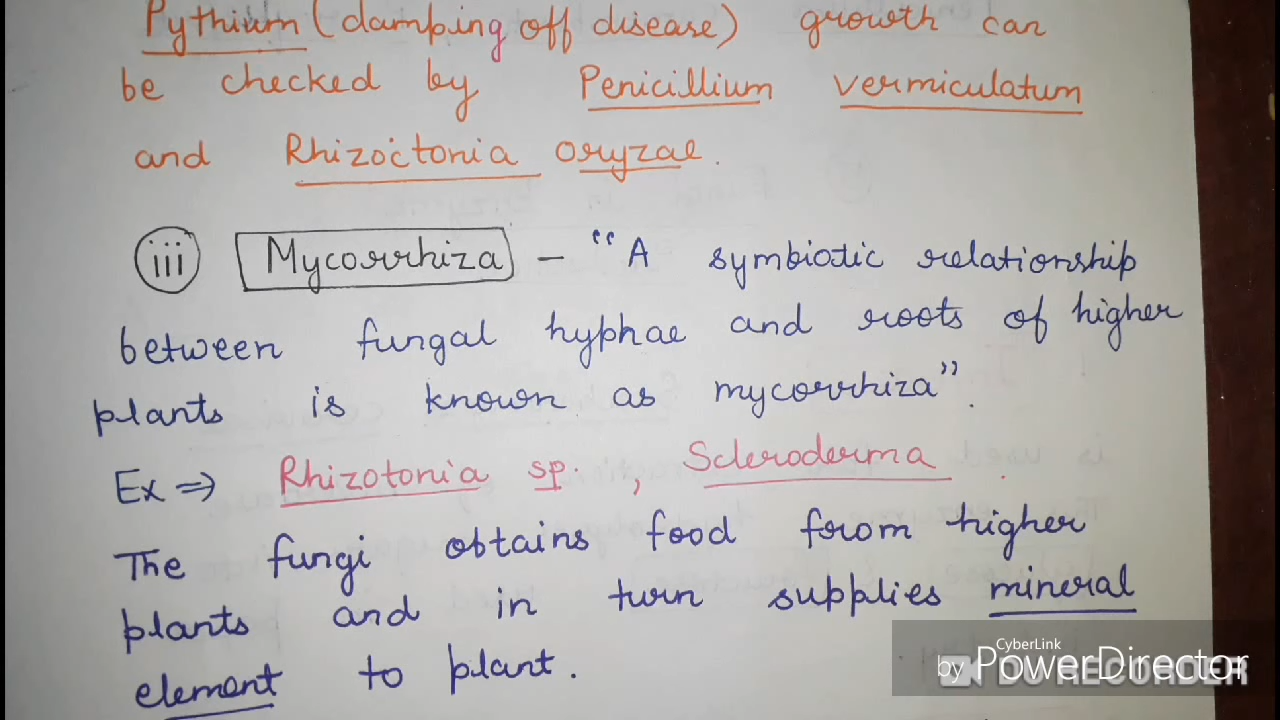 Pythium (damping off disease) growth can
be checked by Penicillium vermiculatum
and Rhizoctonia oryzae.
iii Mycorrhiza – “A symbiotic relationship
between fungal hyphae and roots of higher
plants is known as mycorrhiza”.
Ex ⇒ Rhizotonia sp. , Scleroderma .
The fungi obtains food from higher
plants and in turn supplies mineral
element to plant.
CyberLink
by PowerDirector
DU RECORDER